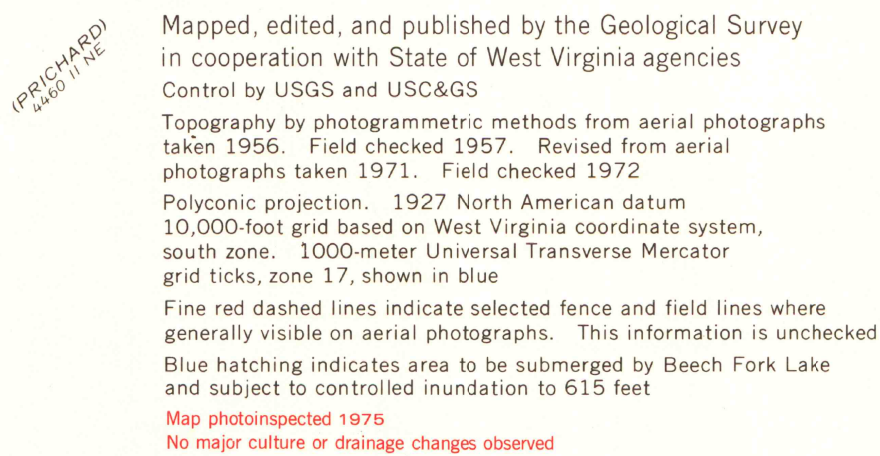 (PRICHARD)
4460 II NE
Mapped, edited, and published by the Geological Survey
in cooperation with State of West Virginia agencies
Control by USGS and USC&GS
Topography by photogrammetric methods from aerial photographs
taken 1956. Field checked 1957. Revised from aerial
photographs taken 1971. Field checked 1972
Polyconic projection. 1927 North American datum
10,000-foot grid based on West Virginia coordinate system,
south zone. 1000-meter Universal Transverse Mercator
grid ticks, zone 17, shown in blue
Fine red dashed lines indicate selected fence and field lines where
generally visible on aerial photographs. This information is unchecked
Blue hatching indicates area to be submerged by Beech Fork Lake
and subject to controlled inundation to 615 feet
Map photoinspected 1975
No major culture or drainage changes observed